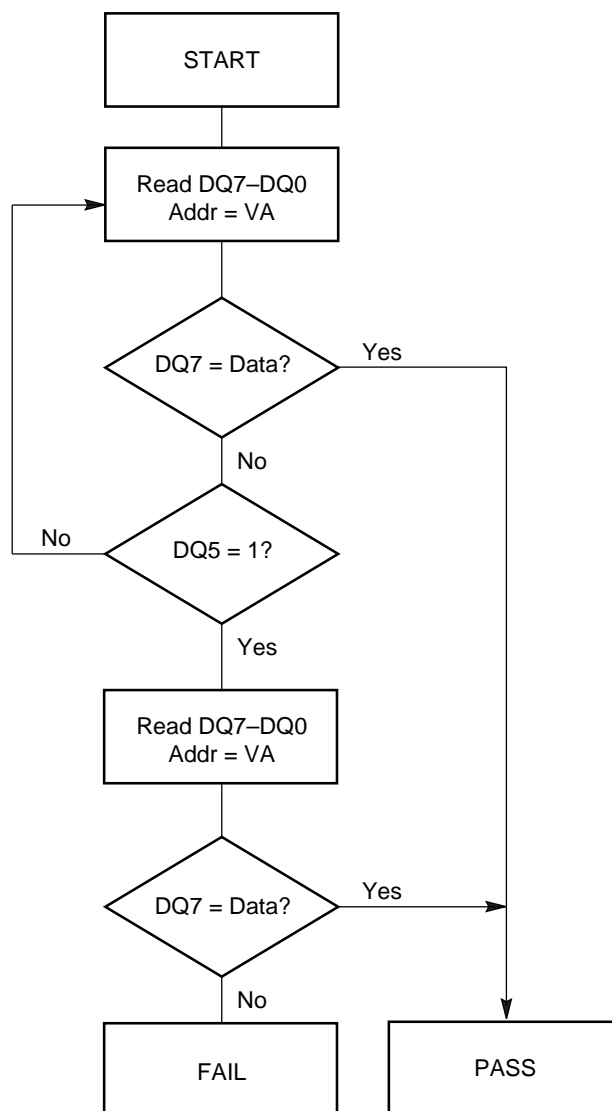 START
Read DQ7–DQ0
Addr = VA
DQ7 = Data?
Yes
No
No
DQ5 = 1?
Yes
Read DQ7–DQ0
Addr = VA
DQ7 = Data?
Yes
No
FAIL
PASS